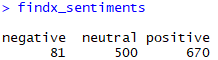 > findx_sentiments
negative  neutral positive
      81      500      670